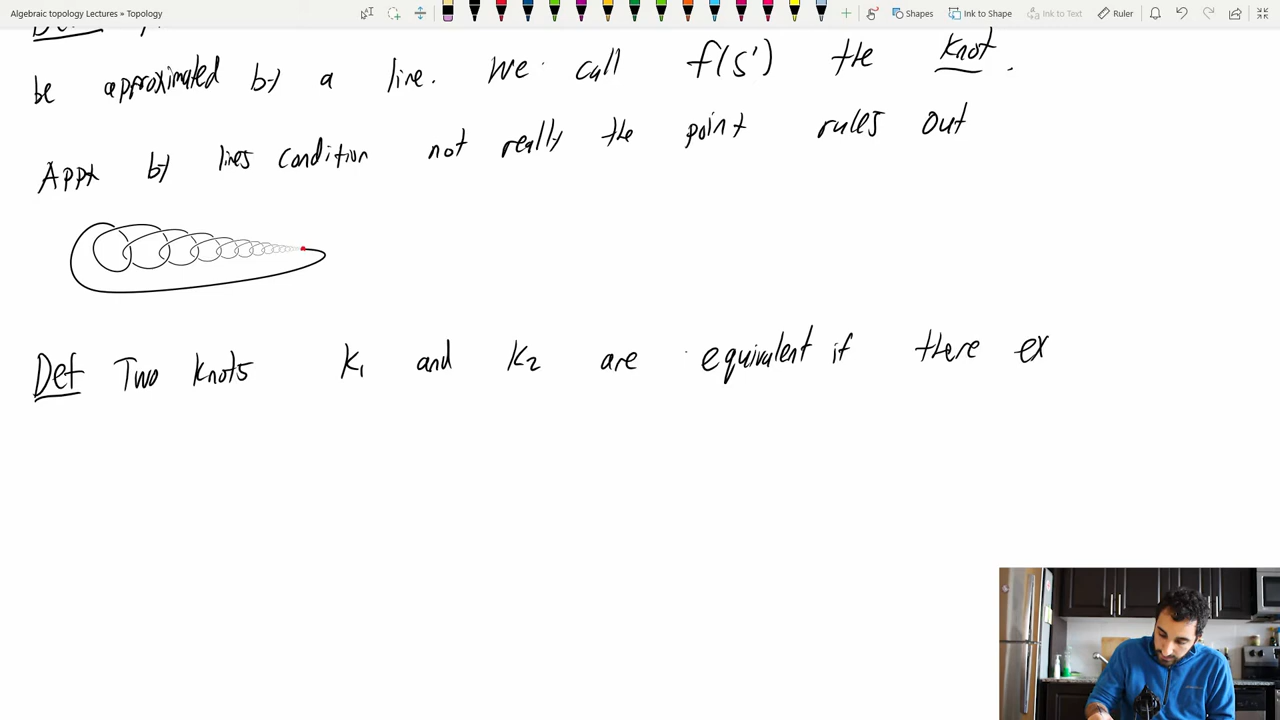 Algebraic topology Lectures – Topology
Shapes Ink to Shape Ink to Text Ruler
be approximated by a line. We call f(S¹) the knot.
Appx by lines condition not really the point rules out
Def Two knots K₁ and K₂ are equivalent if there ex